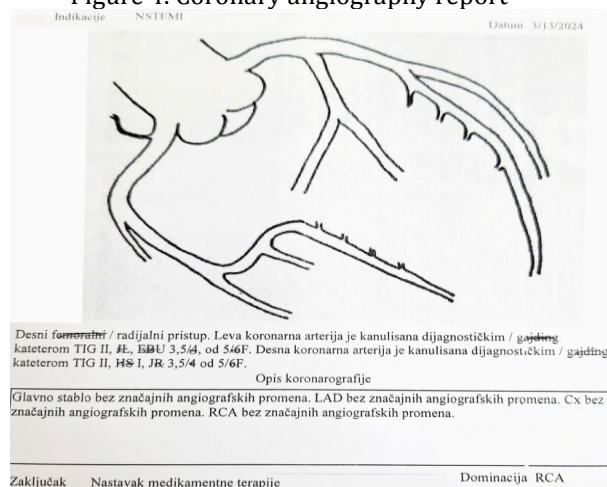 Figure 4. Coronary angiography report
Indikacije NSTEMI
Datum 3/13/2024
Desni femoralni / radijalni pristup. Leva koronarna arterija je kanulisana dijagnostičkim / gajding
kateterom TIG II, JL, EBU 3,5/4, od 5/6F. Desna koronarna arterija je kanulisana dijagnostičkim / gajding
kateterom TIG II, HS I, JR 3,5/4 od 5/6F.
Opis koronarografije
Glavno stablo bez značajnih angiografskih promena. LAD bez značajnih angiografskih promena. Cx bez
značajnih angiografskih promena. RCA bez značajnih angiografskih promena.
Zaključak Nastavak medikamentne terapije
Dominacija RCA